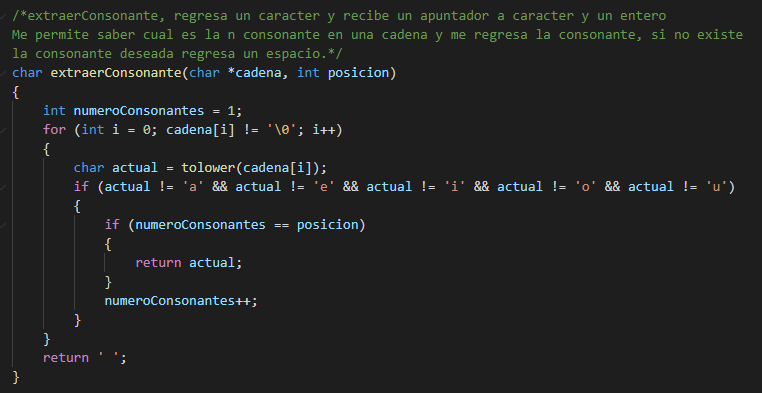 /*extraerConsonante, regresa un caracter y recibe un apuntador a caracter y un entero
Me permite saber cual es la n consonante en una cadena y me regresa la consonante, si no existe
la consonante deseada regresa un espacio.*/
char extraerConsonante(char *cadena, int posicion)
{
    int numeroConsonantes = 1;
    for (int i = 0; cadena[i] != '\0'; i++)
    {
        char actual = tolower(cadena[i]);
        if (actual != 'a' && actual != 'e' && actual != 'i' && actual != 'o' && actual != 'u')
        {
            if (numeroConsonantes == posicion)
            {
                return actual;
            }
            numeroConsonantes++;
        }
    }
    return ' ';
}